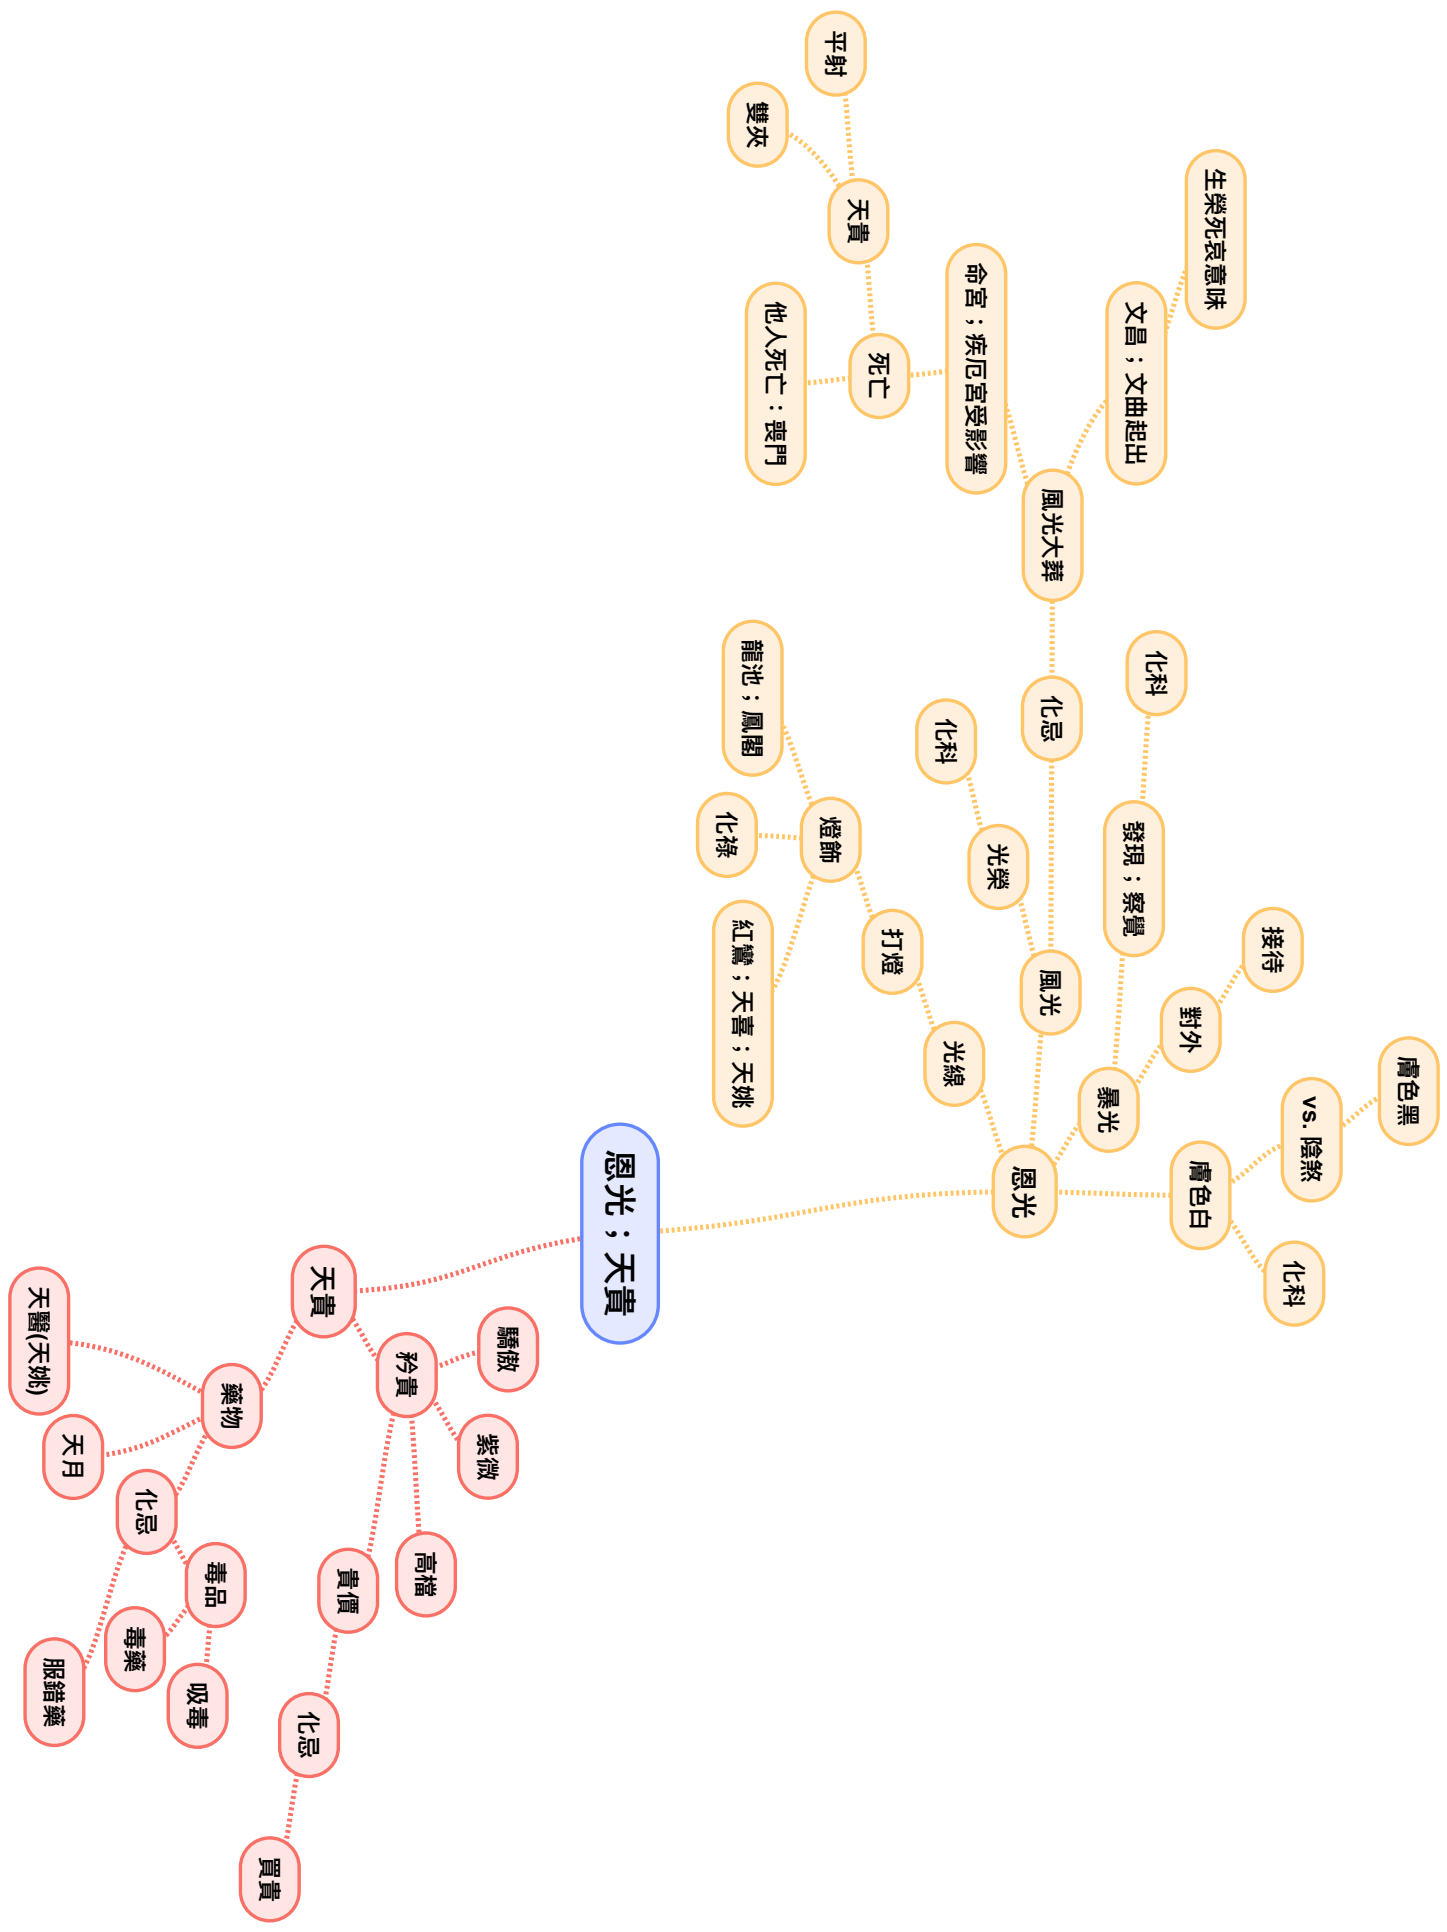 恩光；天貴
恩光
膚色白
vs. 陰煞
膚色黑
化科
暴光
對外
接待
發現；察覺
化科
風光
光榮
化科
化忌
風光大葬
文昌；文曲起出
生榮死哀意味
命宮；疾厄宮受影響
死亡
天貴
平射
雙夾
他人死亡：喪門
光線
打燈
燈飾
龍池；鳳閣
化祿
紅鸞；天喜；天姚
天貴
矜貴
驕傲
紫微
高檔
貴價
化忌
買貴
藥物
天醫(天姚)
天月
化忌
毒品
吸毒
毒藥
服錯藥